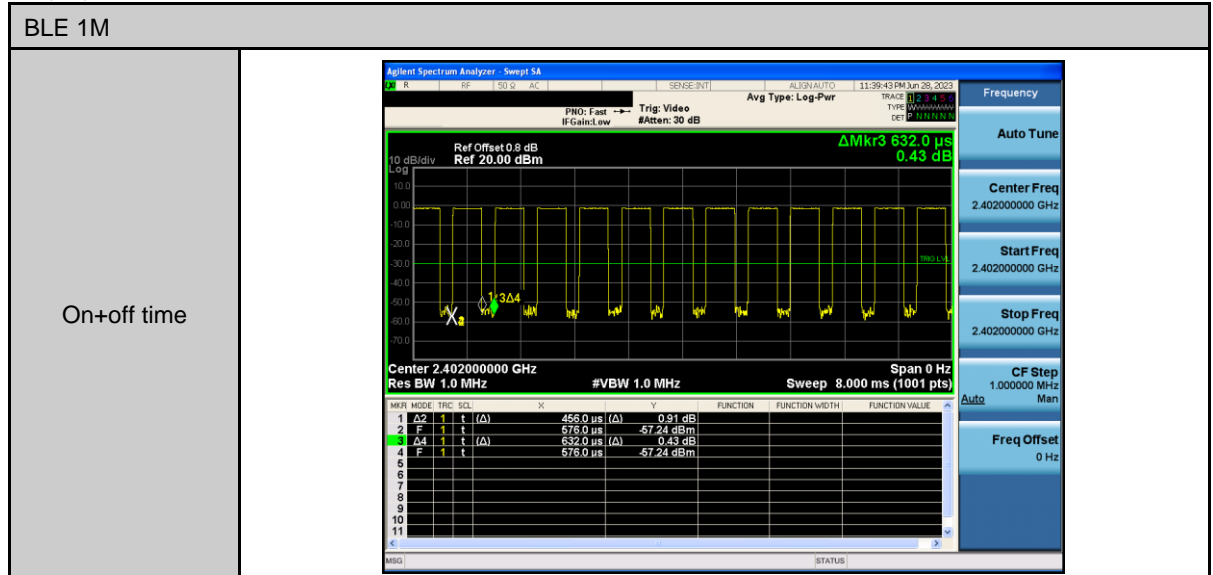 BLE 1M
On+off time
Agilent Spectrum Analyzer - Swept SA
R RF 50 Ω AC SENSE:INT ALIGN AUTO 11:39:43 PM Jun 28, 2023
PNO: Fast
IFGain:Low
Trig: Video
#Atten: 30 dB
Avg Type: Log-Pwr
TRACE 1 2 3 4 5 6
TYPE
DET P N N N N N
ΔMkr3 632.0 µs
0.43 dB
Ref Offset 0.8 dB
10 dB/div Ref 20.00 dBm
Log
10.0
0.00
-10.0
-20.0
-30.0
-40.0
-50.0
-60.0
-70.0
TRIG LVL
3Δ4
Center 2.402000000 GHz Span 0 Hz
Res BW 1.0 MHz #VBW 1.0 MHz Sweep 8.000 ms (1001 pts)
MKR MODE TRC SCL X Y FUNCTION FUNCTION WIDTH FUNCTION VALUE
1 Δ2 1 t (Δ) 456.0 µs (Δ) 0.91 dB
2 F 1 t 576.0 µs -57.24 dBm
3 Δ4 1 t (Δ) 632.0 µs (Δ) 0.43 dB
4 F 1 t 576.0 µs -57.24 dBm
5
6
7
8
9
10
11
MSG STATUS
Frequency
Auto Tune
Center Freq
2.402000000 GHz
Start Freq
2.402000000 GHz
Stop Freq
2.402000000 GHz
CF Step
1.000000 MHz
Auto Man
Freq Offset
0 Hz